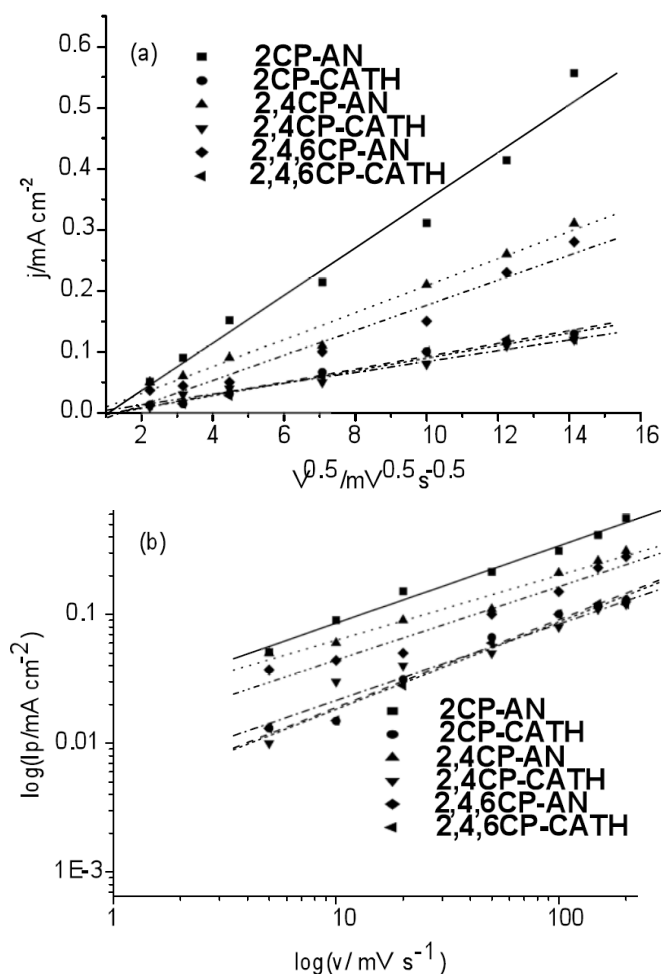 (a)
2CP-AN
2CP-CATH
2,4CP-AN
2,4CP-CATH
2,4,6CP-AN
2,4,6CP-CATH
j/mA cm-2
0.6
0.5
0.4
0.3
0.2
0.1
0.0
2 4 6 8 10 12 14 16
V0.5/mV0.5s-0.5
(b)
log(Ip/mA cm-2)
0.1
0.01
1E-3
2CP-AN
2CP-CATH
2,4CP-AN
2,4CP-CATH
2,4,6CP-AN
2,4,6CP-CATH
1 10 100
log(v/ mV s-1)